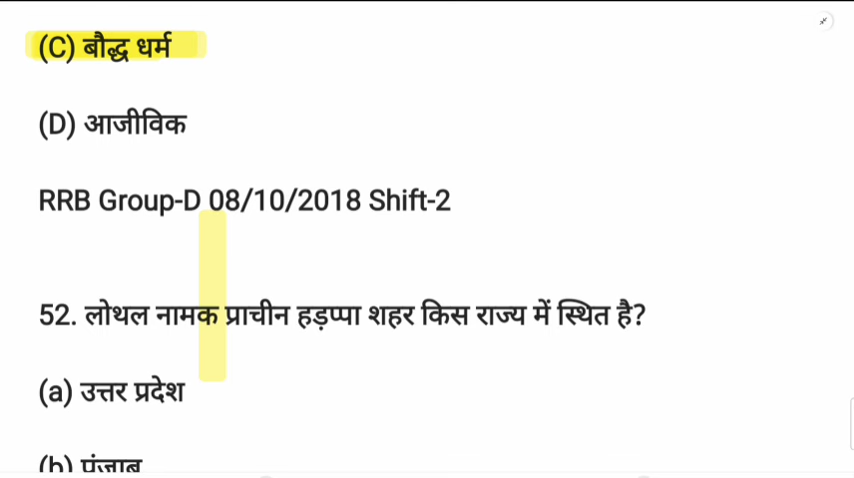 (C) बौद्ध धर्म
(D) आजीविक
RRB Group-D 08/10/2018 Shift-2
52. लोथल नामक प्राचीन हड़प्पा शहर किस राज्य में स्थित है?
(a) उत्तर प्रदेश
(b) पंजाब